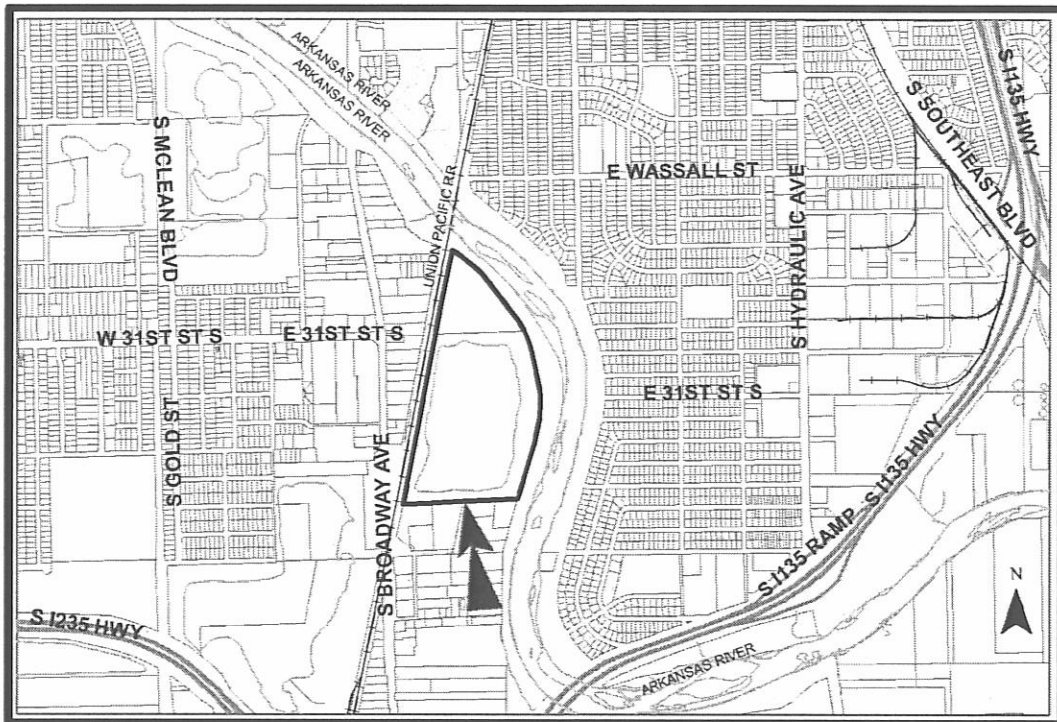 ARKANSAS RIVER
ARKANSAS RIVER
S I135 HWY
S SOUTHEAST BLVD
S MCLEAN BLVD
UNION PACIFIC RR
E WASSALL ST
S HYDRAULIC AVE
W 31ST ST S
E 31ST ST S
E 31ST ST S
S GOLD ST
S BROADWAY AVE
S I135 HWY
S I135 RAMP
S I235 HWY
ARKANSAS RIVER
N